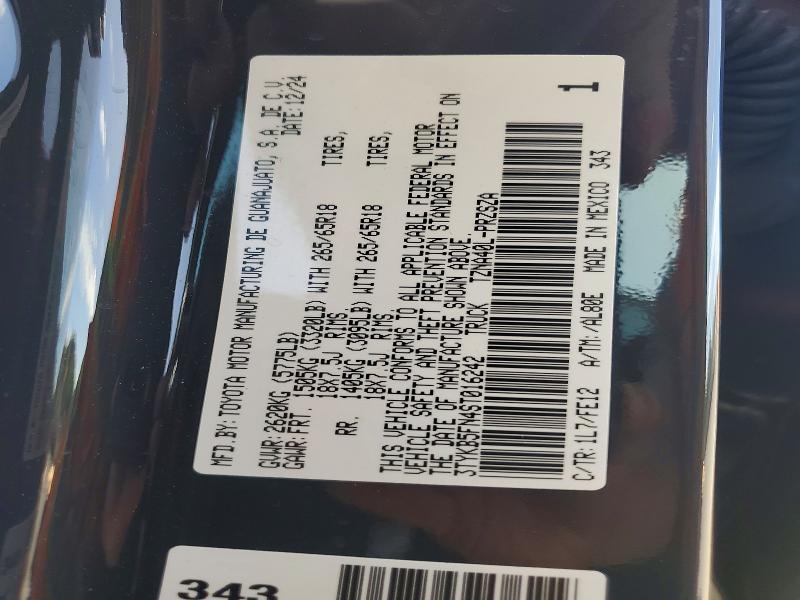 MFD.BY: TOYOTA MOTOR MANUFACTURING DE GUANAJUATO, S.A. DE C.V.
DATE: 12/24
GVWR: 2620KG (5775LB)
GAWR: FRT. 1505KG (3320LB) WITH 265/65R18 TIRES,
18X7.5J RIMS.
RR. 1405KG (3095LB) WITH 265/65R18 TIRES,
18X7.5J RIMS.
THIS VEHICLE CONFORMS TO ALL APPLICABLE FEDERAL MOTOR
VEHICLE SAFETY AND THEFT PREVENTION STANDARDS IN EFFECT ON
THE DATE OF MANUFACTURE SHOWN ABOVE.
3TYKB5FN4ST016242 TRUCK TZNA40L-PRZSZA
C/TR: 1L7/FE12 A/TM: /AL80E MADE IN MEXICO 343
1
343